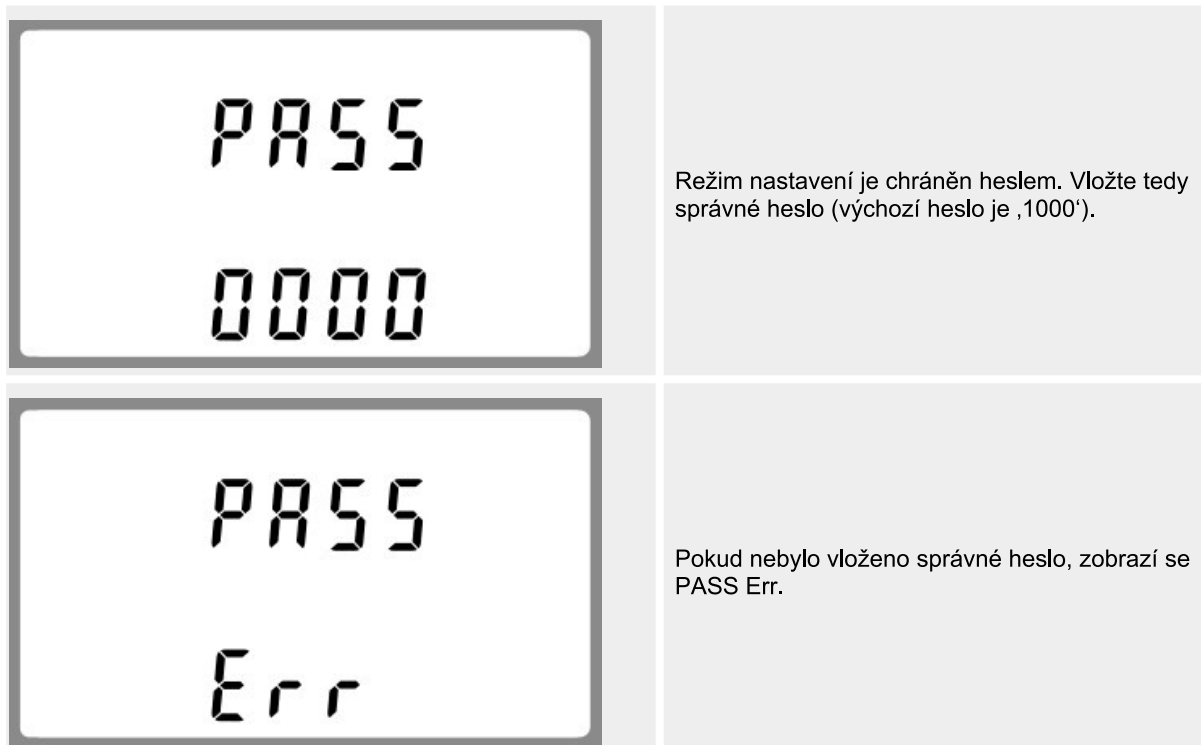 PASS
0000
Režim nastavení je chráněn heslem. Vložte tedy
správné heslo (výchozí heslo je ‚1000‘).
PASS
Err
Pokud nebylo vloženo správné heslo, zobrazí se
PASS Err.